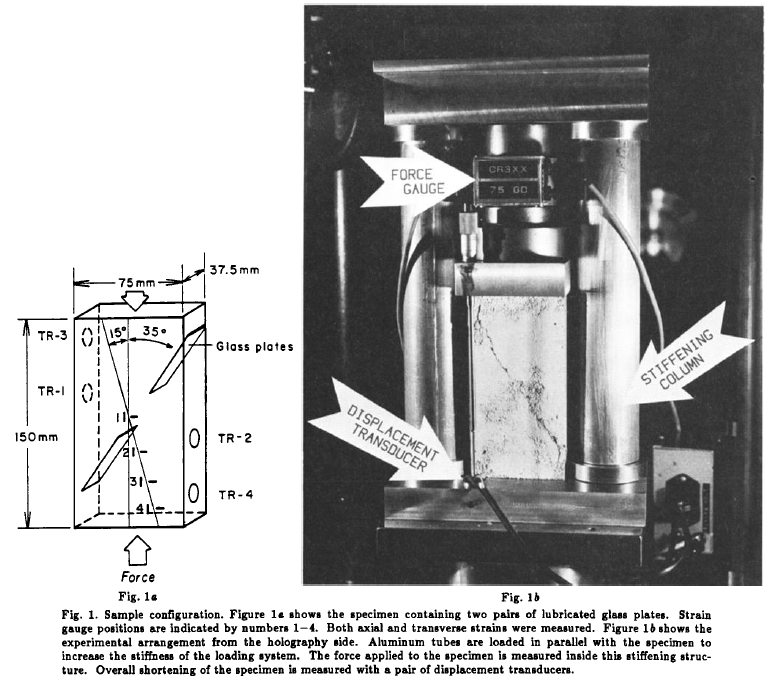 75mm
37.5mm
15°
35°
TR-3
Glass plates
TR-1
11
150mm
TR-2
21
31
TR-4
41
Force
Fig. 1a
FORCE
GAUGE
CR3XX
75 GO
STIFFENING
COLUMN
DISPLACEMENT
TRANSDUCER
Fig. 1b
Fig. 1. Sample configuration. Figure 1a shows the specimen containing two pairs of lubricated glass plates. Strain
gauge positions are indicated by numbers 1-4. Both axial and transverse strains were measured. Figure 1b shows the
experimental arrangement from the holography side. Aluminum tubes are loaded in parallel with the specimen to
increase the stiffness of the loading system. The force applied to the specimen is measured inside this stiffening struc-
ture. Overall shortening of the specimen is measured with a pair of displacement transducers.